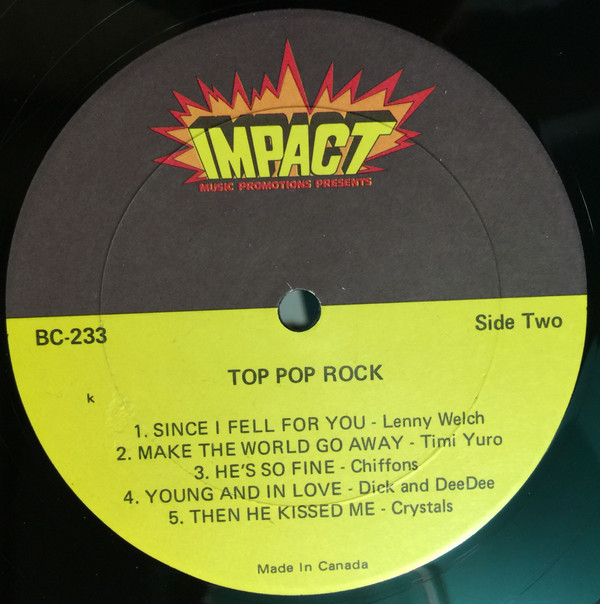 IMPACT
MUSIC PROMOTIONS PRESENTS
BC-233
Side Two
TOP POP ROCK
k
1. SINCE I FELL FOR YOU - Lenny Welch
2. MAKE THE WORLD GO AWAY - Timi Yuro
3. HE'S SO FINE - Chiffons
4. YOUNG AND IN LOVE - Dick and DeeDee
5. THEN HE KISSED ME - Crystals
Made In Canada